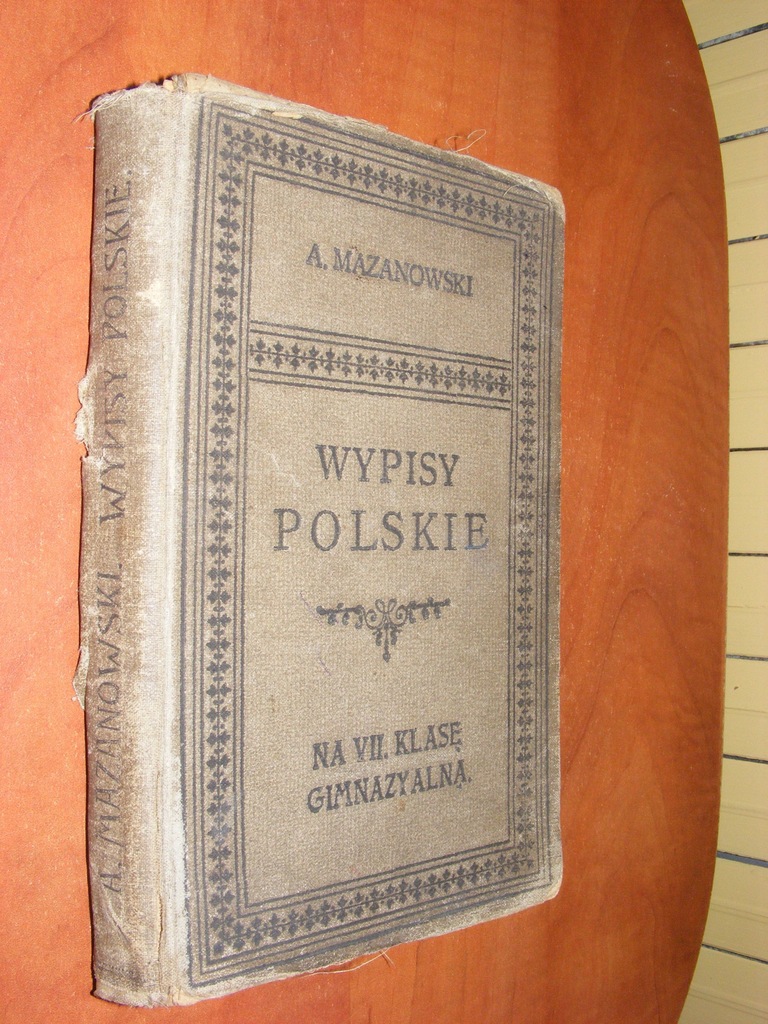 A. MAZANOWSKI
WYPISY
POLSKIE
NA VII. KLASĘ
GIMNAZYALNĄ.
A. MAZANOWSKI. WYPISY POLSKIE.